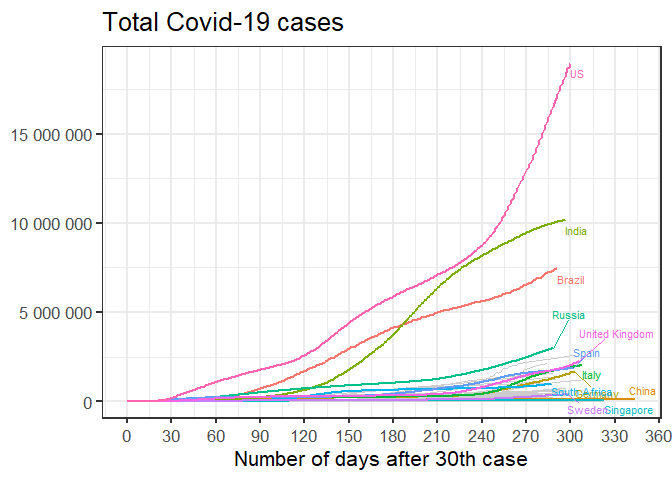 Total Covid-19 cases
US
15 000 000
10 000 000
India
Brazil
5 000 000
Russia
United Kingdom
Spain
Italy
South Africa
Germany
China
0
Sweden
Singapore
0 30 60 90 120 150 180 210 240 270 300 330 360
Number of days after 30th case